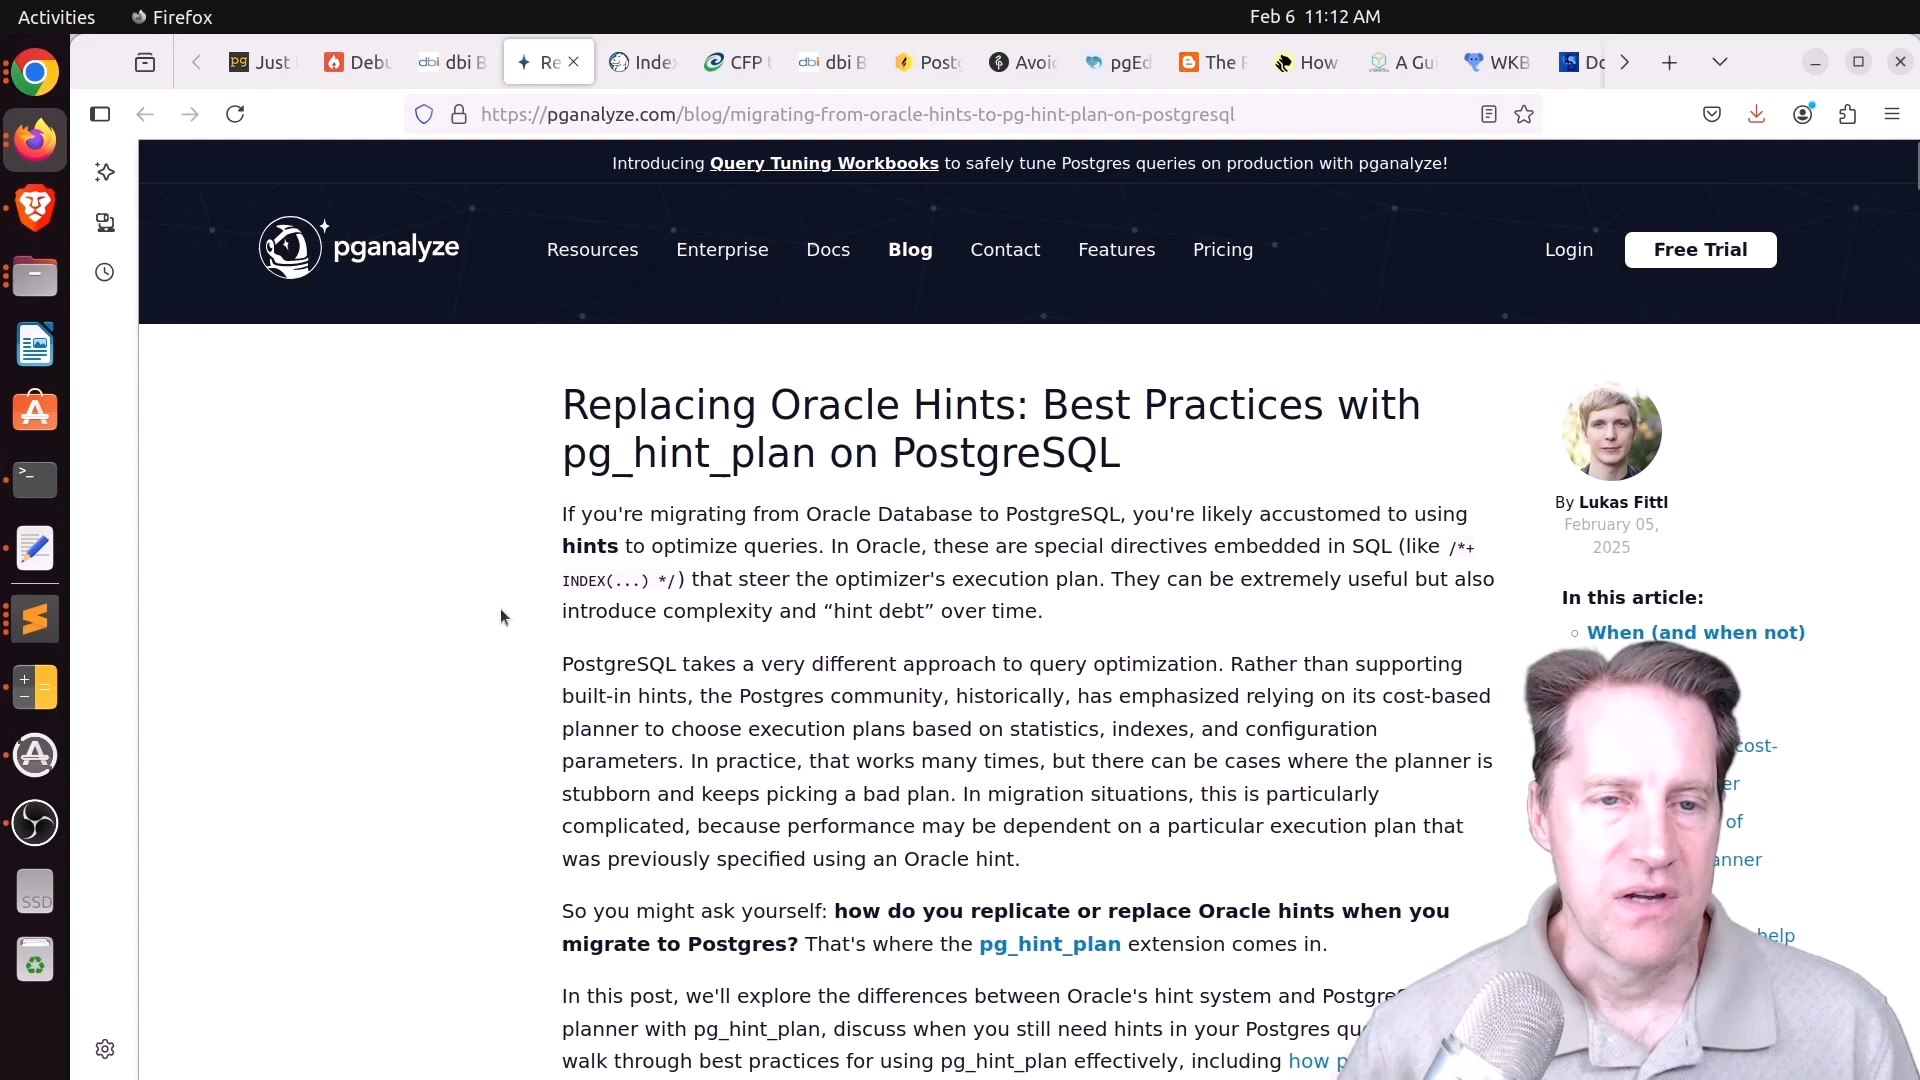 Activities
Firefox
Feb 6 11:12 AM
Just
Debu
dbi B
Re
Index
CFP
dbi B
Postg
Avoi
pgEd
The
How
A Gui
WKB
Do
https://pganalyze.com/blog/migrating-from-oracle-hints-to-pg-hint-plan-on-postgresql
Introducing Query Tuning Workbooks to safely tune Postgres queries on production with pganalyze!
pganalyze
Resources
Enterprise
Docs
Blog
Contact
Features
Pricing
Login
Free Trial
Replacing Oracle Hints: Best Practices with
pg_hint_plan on PostgreSQL
If you're migrating from Oracle Database to PostgreSQL, you're likely accustomed to using
hints to optimize queries. In Oracle, these are special directives embedded in SQL (like /*+
INDEX(...) */) that steer the optimizer's execution plan. They can be extremely useful but also
introduce complexity and “hint debt” over time.
PostgreSQL takes a very different approach to query optimization. Rather than supporting
built-in hints, the Postgres community, historically, has emphasized relying on its cost-based
planner to choose execution plans based on statistics, indexes, and configuration
parameters. In practice, that works many times, but there can be cases where the planner is
stubborn and keeps picking a bad plan. In migration situations, this is particularly
complicated, because performance may be dependent on a particular execution plan that
was previously specified using an Oracle hint.
So you might ask yourself: how do you replicate or replace Oracle hints when you
migrate to Postgres? That's where the pg_hint_plan extension comes in.
In this post, we'll explore the differences between Oracle's hint system and Postgre
planner with pg_hint_plan, discuss when you still need hints in your Postgres qu
walk through best practices for using pg_hint_plan effectively, including how p
By Lukas Fittl
February 05,
2025
In this article:
When (and when not)
cost-
er
of
anner
help
SSD